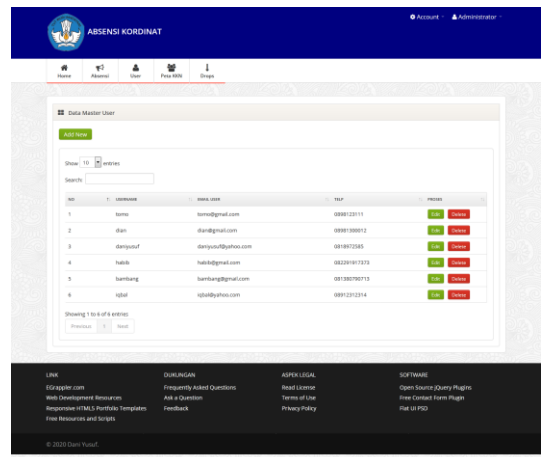 Account
Administrator
ABSENSI KORDINAT
Home
Absensi
User
Peta KKN
Drops
Data Master User
Add New
Show 10 entries
Search:
NO USERNAME EMAIL USER TELP PROSES
1 tomo tomo@gmail.com 0898123111 Edit Delete
2 dian dian@gmail.com 08981388812 Edit Delete
3 daniyusuf daniyusuf@yahoo.com 0818972585 Edit Delete
4 habib habib@gmail.com 082291917373 Edit Delete
5 bambang bambang@gmail.com 081380790713 Edit Delete
6 iqbal iqbal@yahoo.com 08912312314 Edit Delete
Showing 1 to 6 of 6 entries
Previous 1 Next
LINK
EGrappler.com
Web Development Resources
Responsive HTML5 Portfolio Templates
Free Resources and Scripts
DUKUNGAN
Frequently Asked Questions
Ask a Question
Feedback
ASPEK LEGAL
Read License
Terms of Use
Privacy Policy
SOFTWARE
Open Source jQuery Plugins
Free Contact Form Plugin
Flat UI PSD
© 2020 Dani Yusuf.